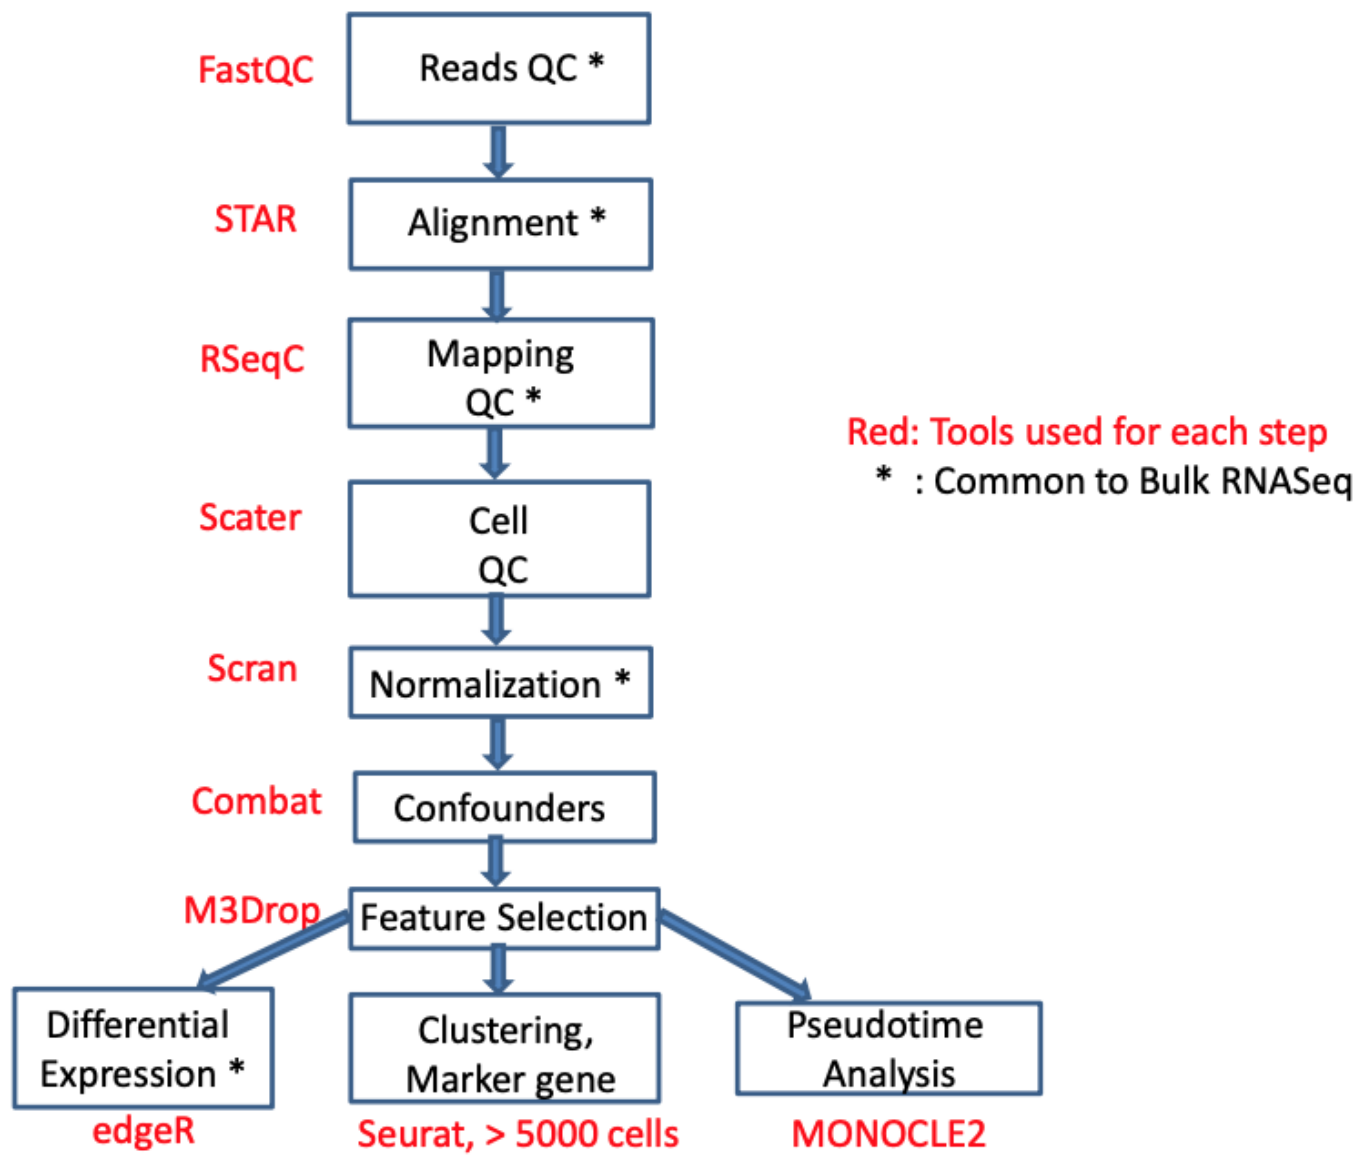 FastQC
Reads QC *
STAR
Alignment *
RSeqC
Mapping
QC *
Red: Tools used for each step
* : Common to Bulk RNASeq
Scater
Cell
QC
Scran
Normalization *
Combat
Confounders
M3Drop
Feature Selection
Differential
Expression *
edgeR
Clustering,
Marker gene
Seurat, > 5000 cells
Pseudotime
Analysis
MONOCLE2